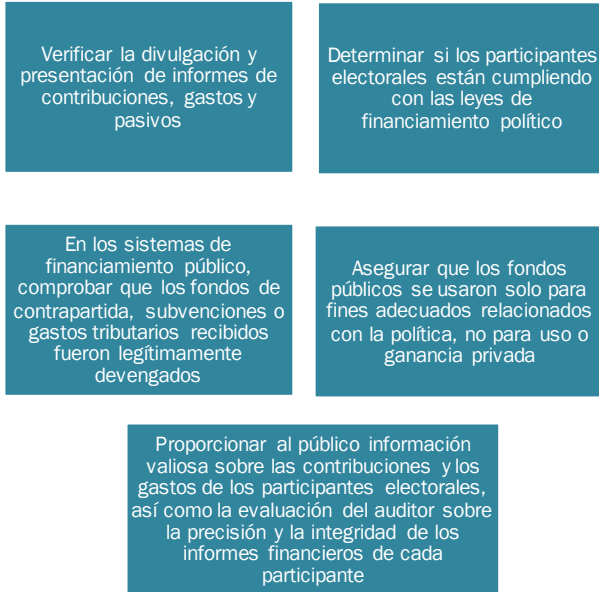 Verificar la divulgación y
presentación de informes de
contribuciones, gastos y
pasivos
Determinar si los participantes
electorales están cumpliendo
con las leyes de
financiamiento político
En los sistemas de
financiamiento público,
comprobar que los fondos de
contrapartida, subvenciones o
gastos tributarios recibidos
fueron legítimamente
devengados
Asegurar que los fondos
públicos se usaron solo para
fines adecuados relacionados
con la política, no para uso o
ganancia privada
Proporcionar al público información
valiosa sobre las contribuciones y los
gastos de los participantes electorales,
así como la evaluación del auditor sobre
la precisión y la integridad de los
informes financieros de cada
participante